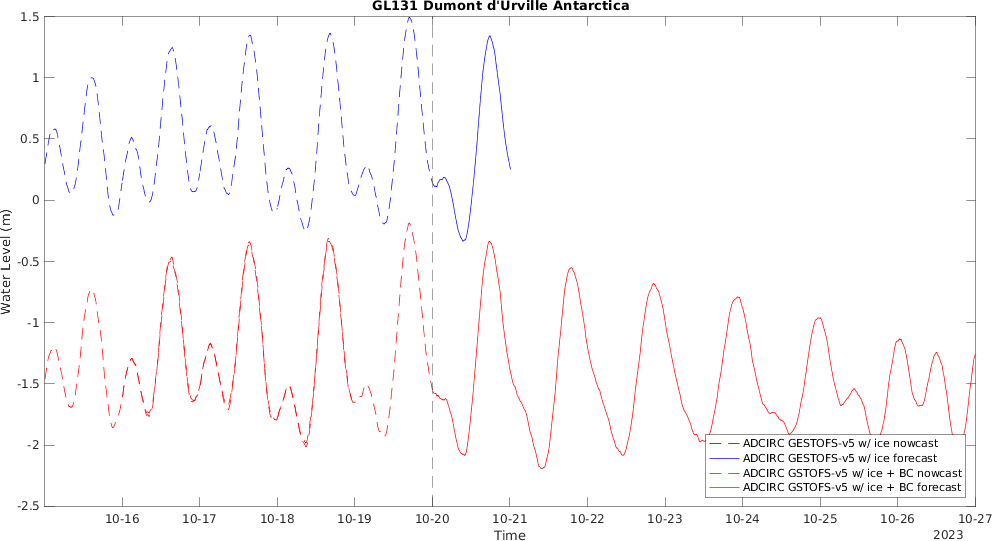 GL131 Dumont d'Urville Antarctica
Water Level (m)
1.5
1
0.5
0
-0.5
-1
-1.5
-2
-2.5
ADCIRC GESTOFS-v5 w/ ice nowcast
ADCIRC GESTOFS-v5 w/ ice forecast
ADCIRC GSTOFS-v5 w/ ice + BC nowcast
ADCIRC GSTOFS-v5 w/ ice + BC forecast
10-16 10-17 10-18 10-19 10-20 10-21 10-22 10-23 10-24 10-25 10-26 10-27
Time
2023